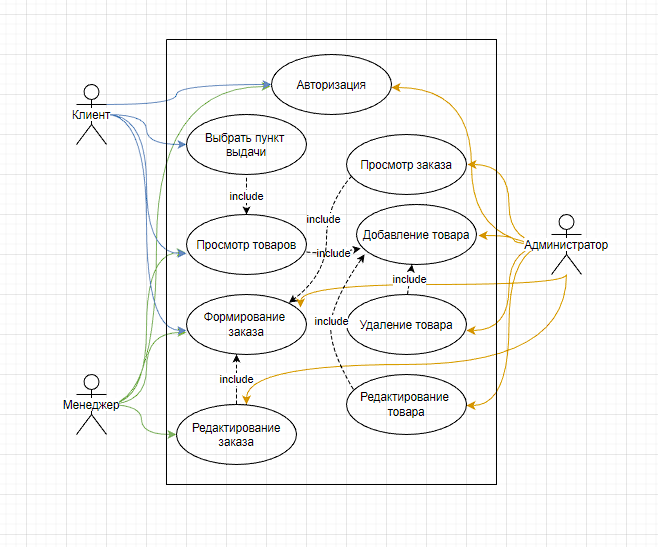 Авторизация
Клиент
Выбрать пункт
выдачи
Просмотр заказа
include
include
Добавление товара
Просмотр товаров
include
Администратор
include
Формирование
заказа
include
Удаление товара
include
Редактирование
товара
Менеджер
Редактирование
заказа